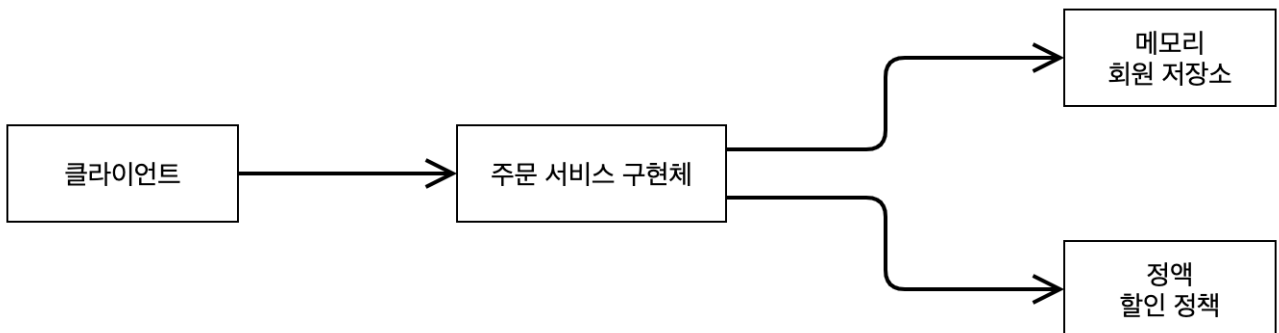 메모리
회원 저장소
클라이언트
주문 서비스 구현체
정액
할인 정책